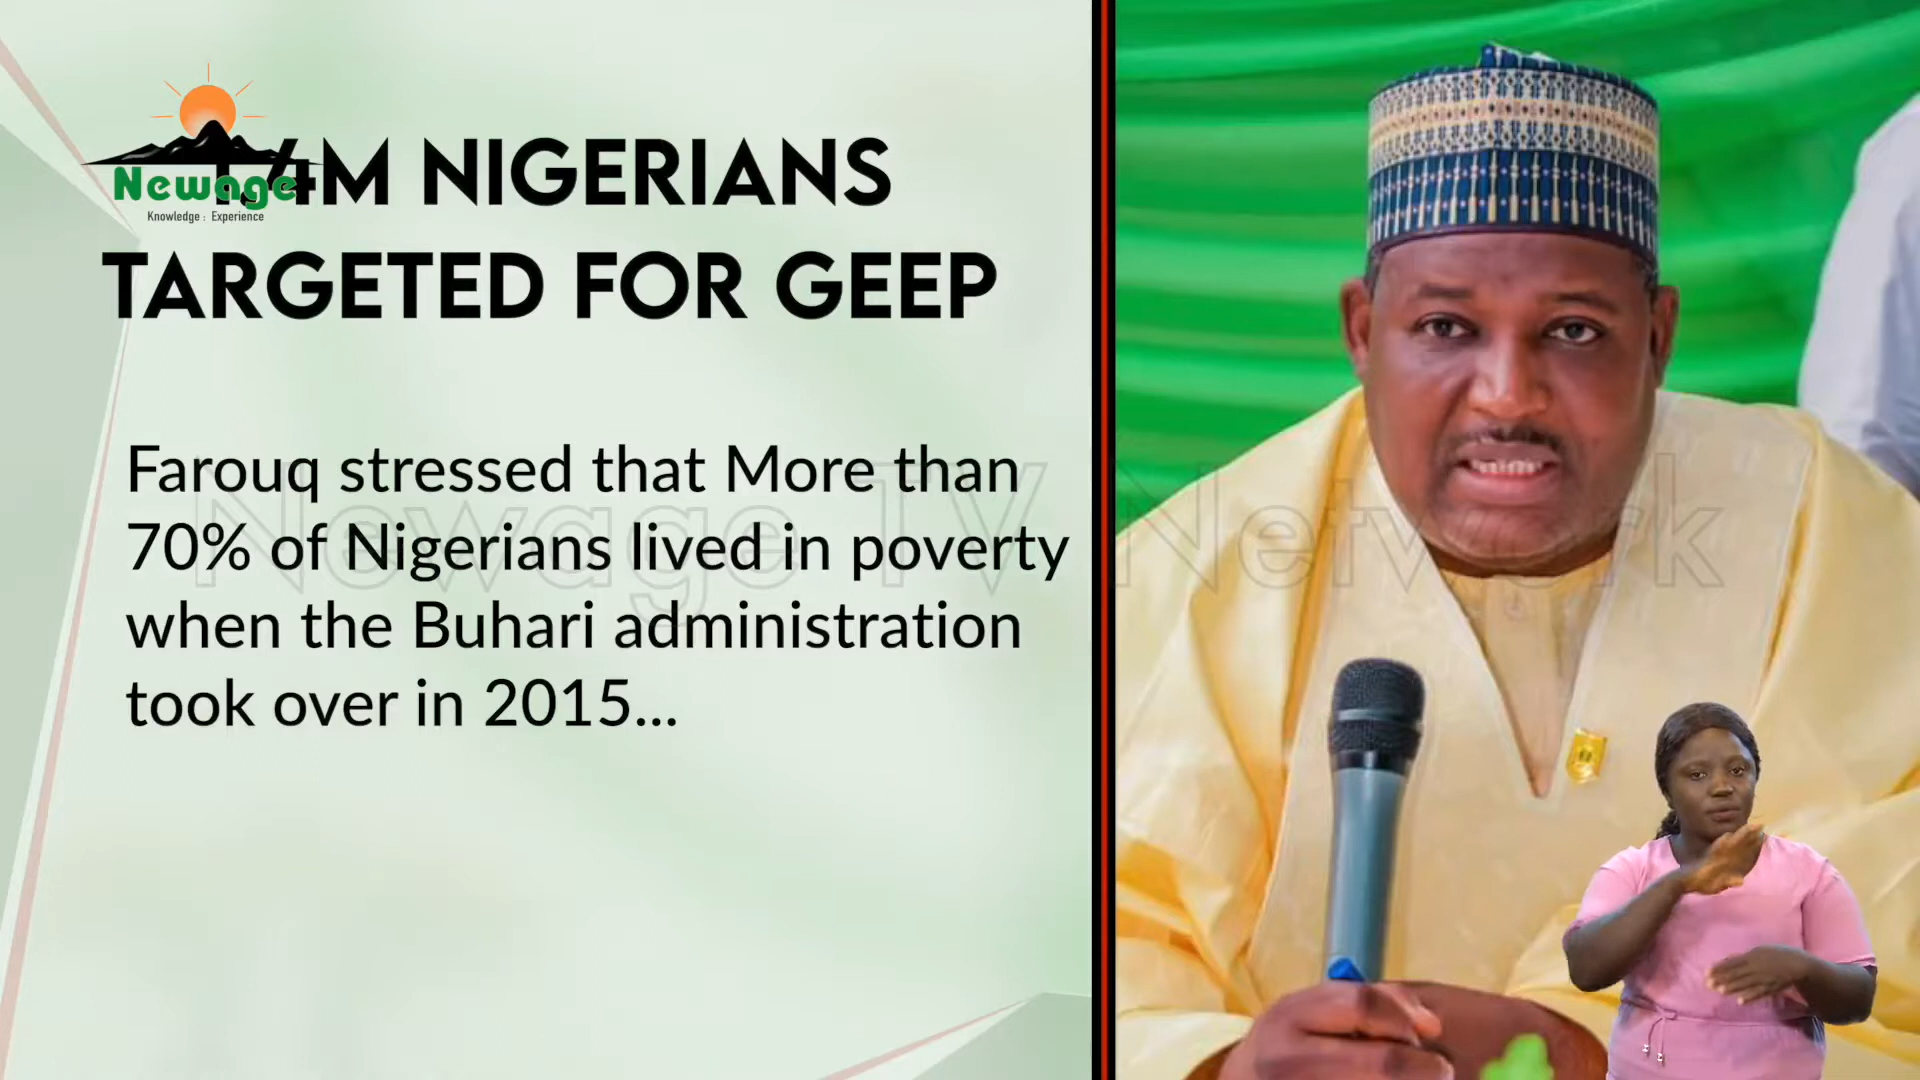 Newage
Knowledge : Experience
NIGERIANS
TARGETED FOR GEEP
Farouq stressed that More than
70% of Nigerians lived in poverty
when the Buhari administration
took over in 2015...
Newage TV Network